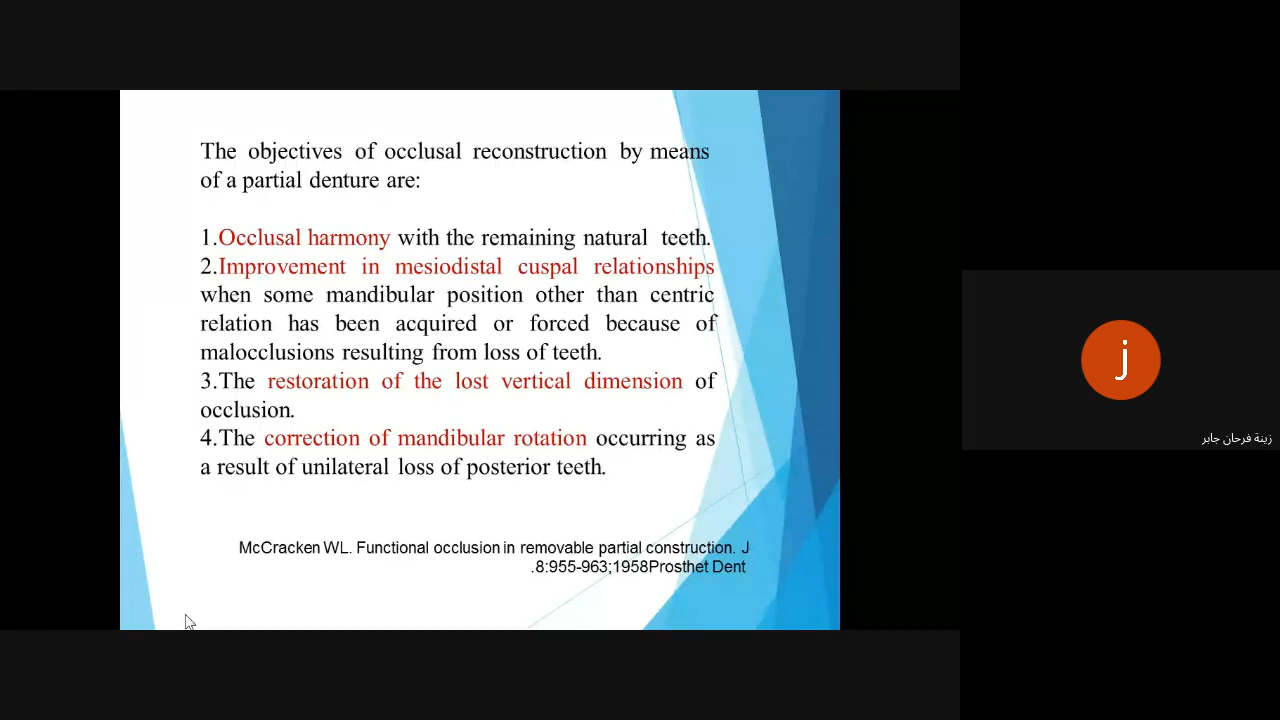 The objectives of occlusal reconstruction by means
of a partial denture are:
1.Occlusal harmony with the remaining natural teeth.
2.Improvement in mesiodistal cuspal relationships
when some mandibular position other than centric
relation has been acquired or forced because of
malocclusions resulting from loss of teeth.
3.The restoration of the lost vertical dimension of
occlusion.
4.The correction of mandibular rotation occurring as
a result of unilateral loss of posterior teeth.
McCracken WL. Functional occlusion in removable partial construction. J
.8:955-963;1958Prosthet Dent
j
زينة فرحان جابر